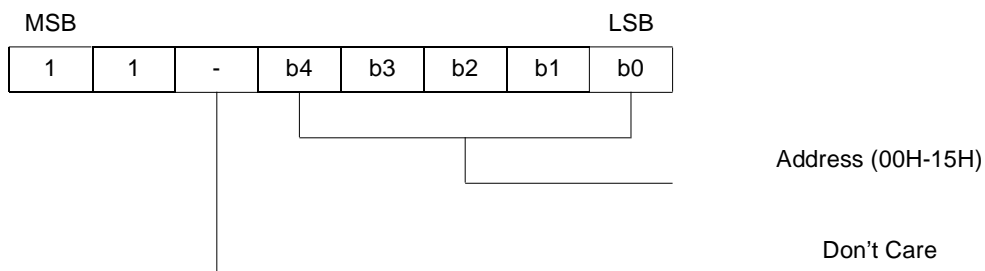 MSB LSB
1 1 - b4 b3 b2 b1 b0
Address (00H-15H)
Don't Care